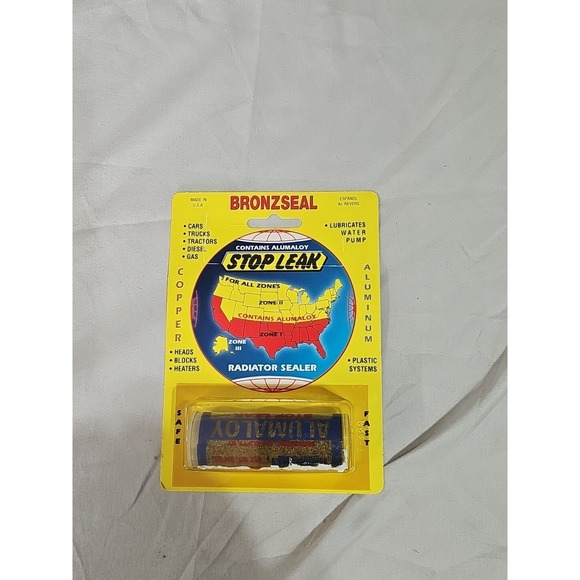 MADE IN
U.S.A.
BRONZSEAL
ESPAÑOL
AL REVERS
• CARS
• TRUCKS
• TRACTORS
• DIESEL
• GAS
• LUBRICATES
WATER
PUMP
CONTAINS ALUMALOY
STOP LEAK
FOR ALL ZONES
ZONE II
CONTAINS ALUMALOY
ZONE I
ZONE
III
RADIATOR SEALER
COPPER
ALUMINUM
• HEADS
• BLOCKS
• HEATERS
• PLASTIC
SYSTEMS
SAFE
FAST
BRONZSEAL
ALUMALOY